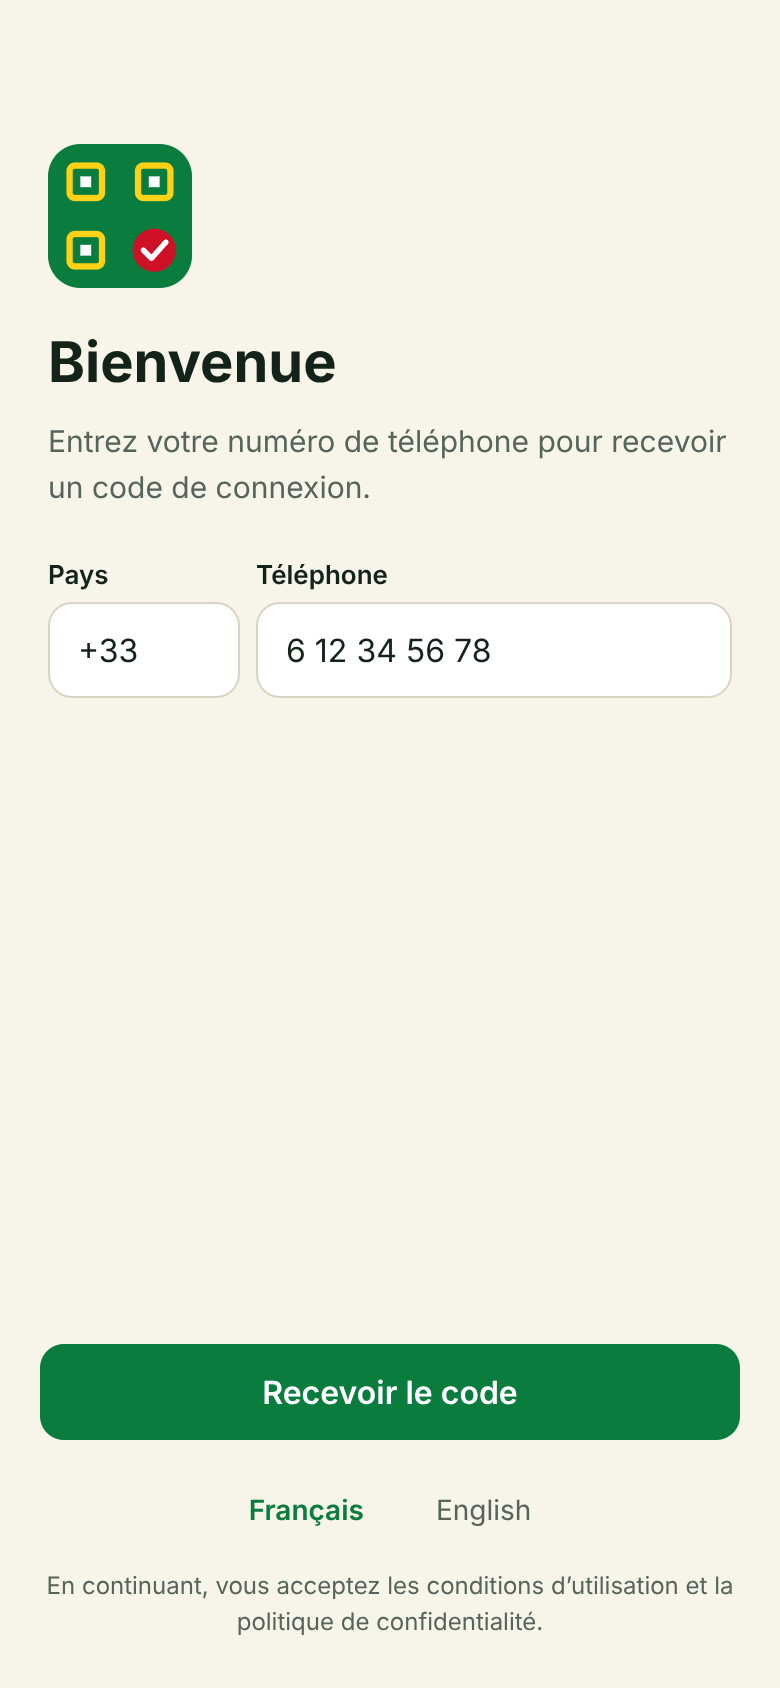 Bienvenue
Entrez votre numéro de téléphone pour recevoir
un code de connexion.
Pays
Téléphone
+33
6 12 34 56 78
Recevoir le code
Français
English
En continuant, vous acceptez les conditions d’utilisation et la
politique de confidentialité.